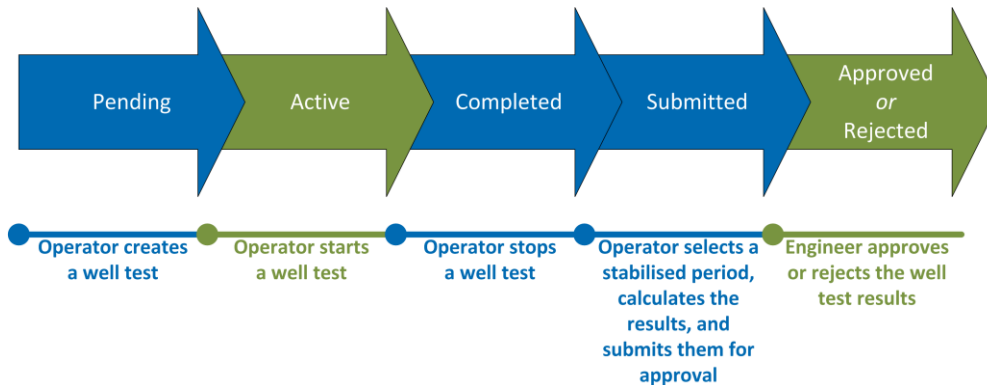 Pending
Active
Completed
Submitted
Approved
or
Rejected
Operator creates
a well test
Operator starts
a well test
Operator stops
a well test
Operator selects a
stabilised period,
calculates the
results, and
submits them for
approval
Engineer approves
or rejects the well
test results